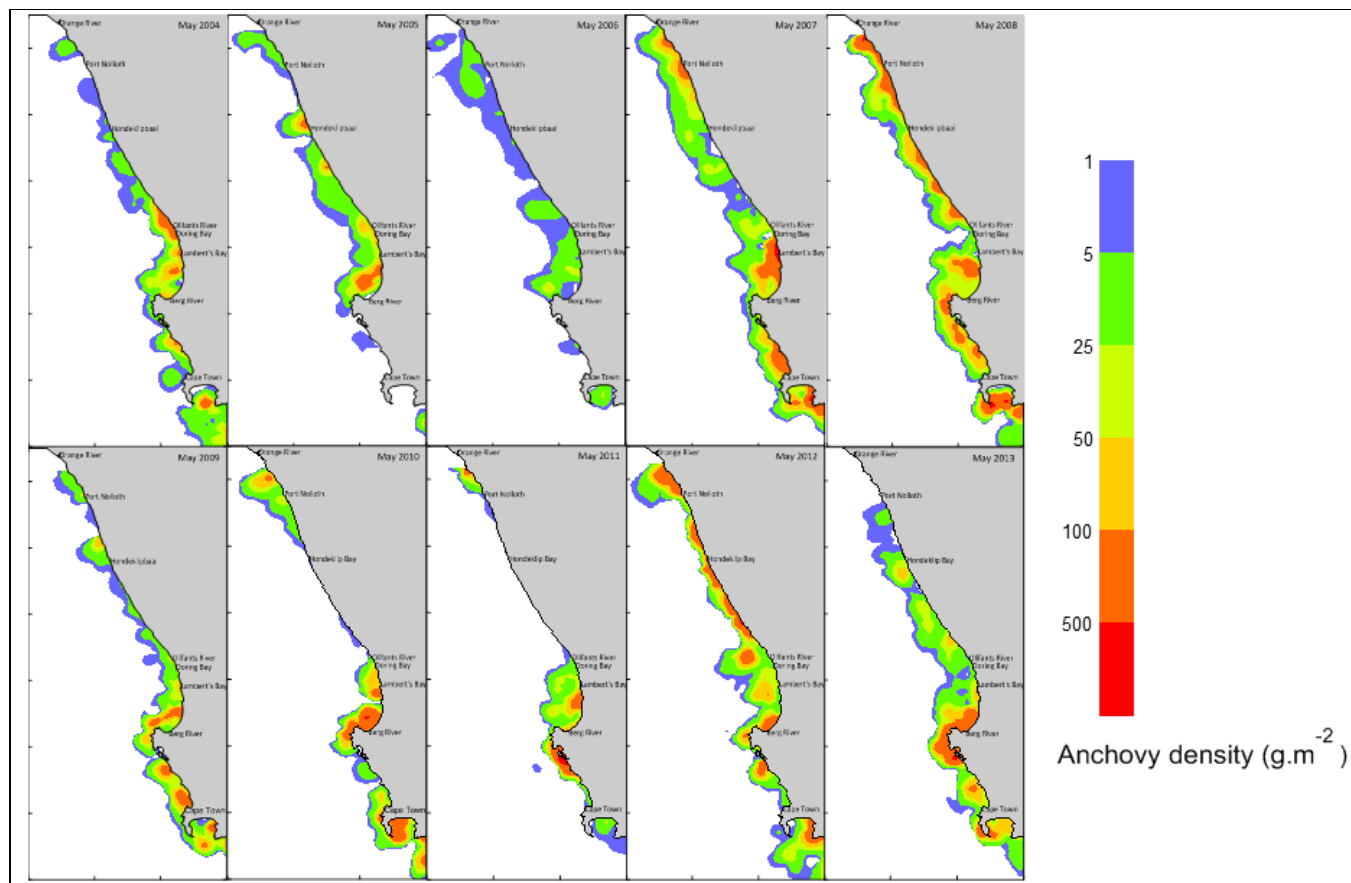 Orange River May 2004
Port Nolloth
Hondeklipbaai
Olifants River
Doring Bay
Lambert's Bay
Berg River
Cape Town
Orange River May 2005
Port Nolloth
Hondeklipbaai
Olifants River
Doring Bay
Lambert's Bay
Berg River
Cape Town
Orange River May 2006
Port Nolloth
Hondeklipbaai
Olifants River
Doring Bay
Lambert's Bay
Berg River
Cape Town
Orange River May 2007
Port Nolloth
Hondeklipbaai
Olifants River
Doring Bay
Lambert's Bay
Berg River
Cape Town
Orange River May 2008
Port Nolloth
Hondeklipbaai
Olifants River
Doring Bay
Lambert's Bay
Berg River
Cape Town
Orange River May 2009
Port Nolloth
Hondeklipbaai
Olifants River
Doring Bay
Lambert's Bay
Berg River
Cape Town
Orange River May 2010
Port Nolloth
Hondeklip Bay
Olifants River
Doring Bay
Lambert's Bay
Berg River
Cape Town
Orange River May 2011
Port Nolloth
Hondeklip Bay
Olifants River
Doring Bay
Lambert's Bay
Berg River
Cape Town
Orange River May 2012
Port Nolloth
Hondeklipbaai
Olifants River
Doring Bay
Lambert's Bay
Berg River
Cape Town
Orange River May 2013
Port Nolloth
Hondeklipbaai
Olifants River
Doring Bay
Lambert's Bay
Berg River
Cape Town
1
5
25
50
100
500
Anchovy density (g.m⁻²)